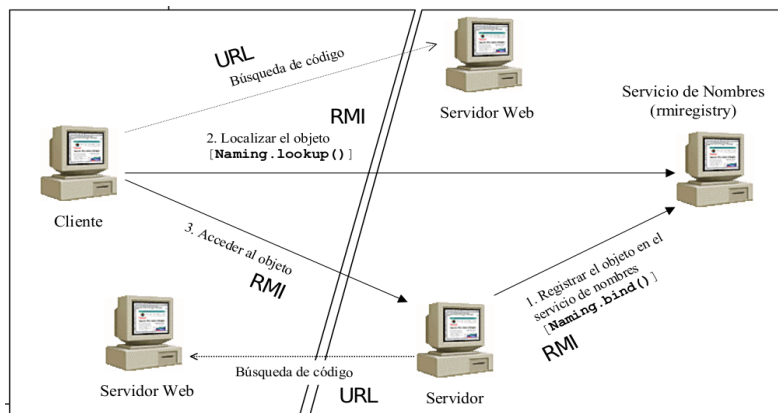 URL
Búsqueda de código
Servidor Web
Servicio de Nombres
(rmiregistry)
RMI
2. Localizar el objeto
[Naming.lookup()]
Cliente
3. Acceder al objeto
RMI
1. Registrar el objeto en el
servicio de nombres
[Naming.bind()]
RMI
Servidor Web
Búsqueda de código
URL
Servidor